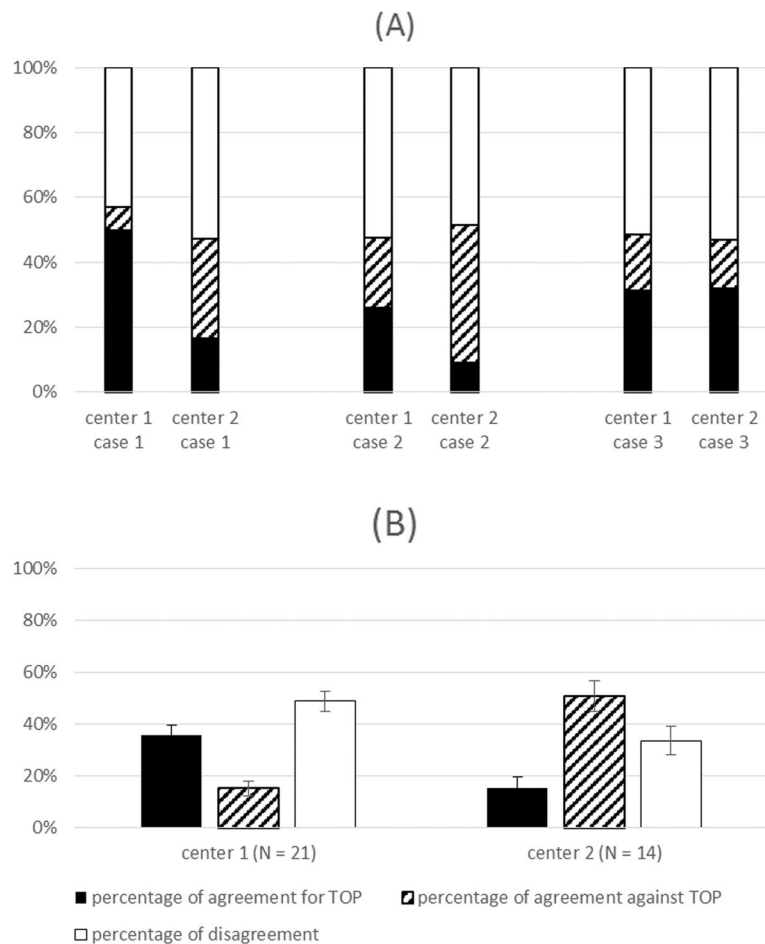 (A)
100%
80%
60%
40%
20%
0%
center 1 center 2 center 1 center 2 center 1 center 2
case 1 case 1 case 2 case 2 case 3 case 3
(B)
100%
80%
60%
40%
20%
0%
center 1 (N = 21) center 2 (N = 14)
percentage of agreement for TOP percentage of agreement against TOP
percentage of disagreement